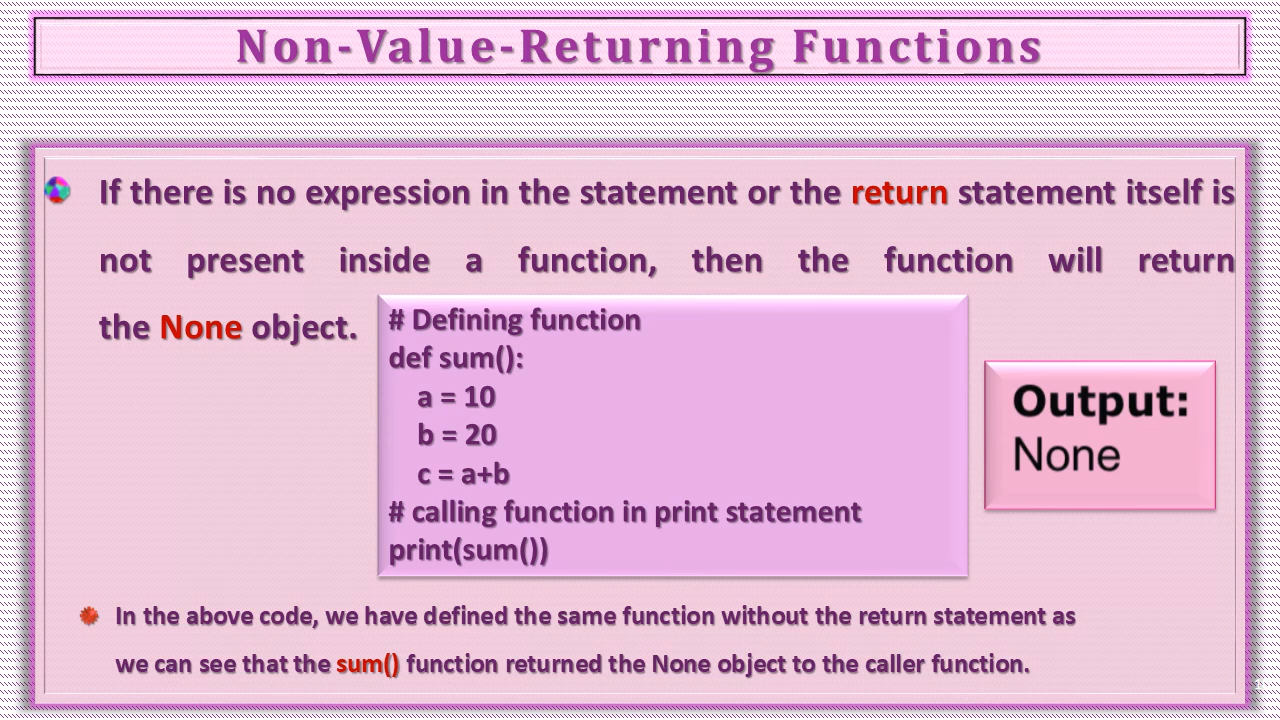 Non-Value-Returning Functions
If there is no expression in the statement or the return statement itself is
not present inside a function, then the function will return
the None object.
# Defining function
def sum():
    a = 10
    b = 20
    c = a+b
# calling function in print statement
print(sum())
Output:
None
In the above code, we have defined the same function without the return statement as
we can see that the sum() function returned the None object to the caller function.